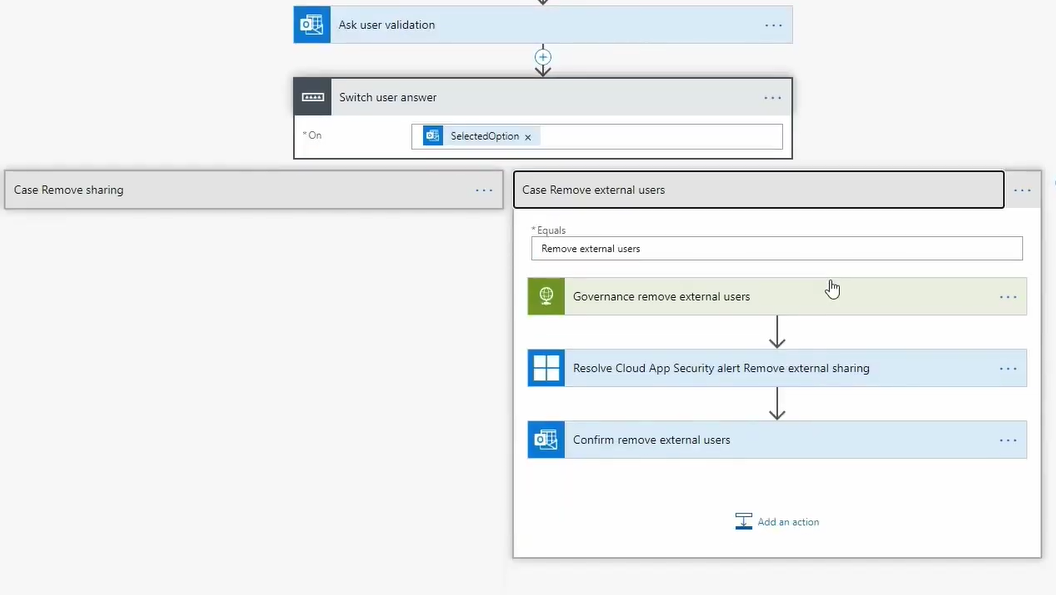 Ask user validation
Switch user answer
* On
SelectedOption ×
Case Remove sharing
Case Remove external users
* Equals
Remove external users
Governance remove external users
Resolve Cloud App Security alert Remove external sharing
Confirm remove external users
Add an action